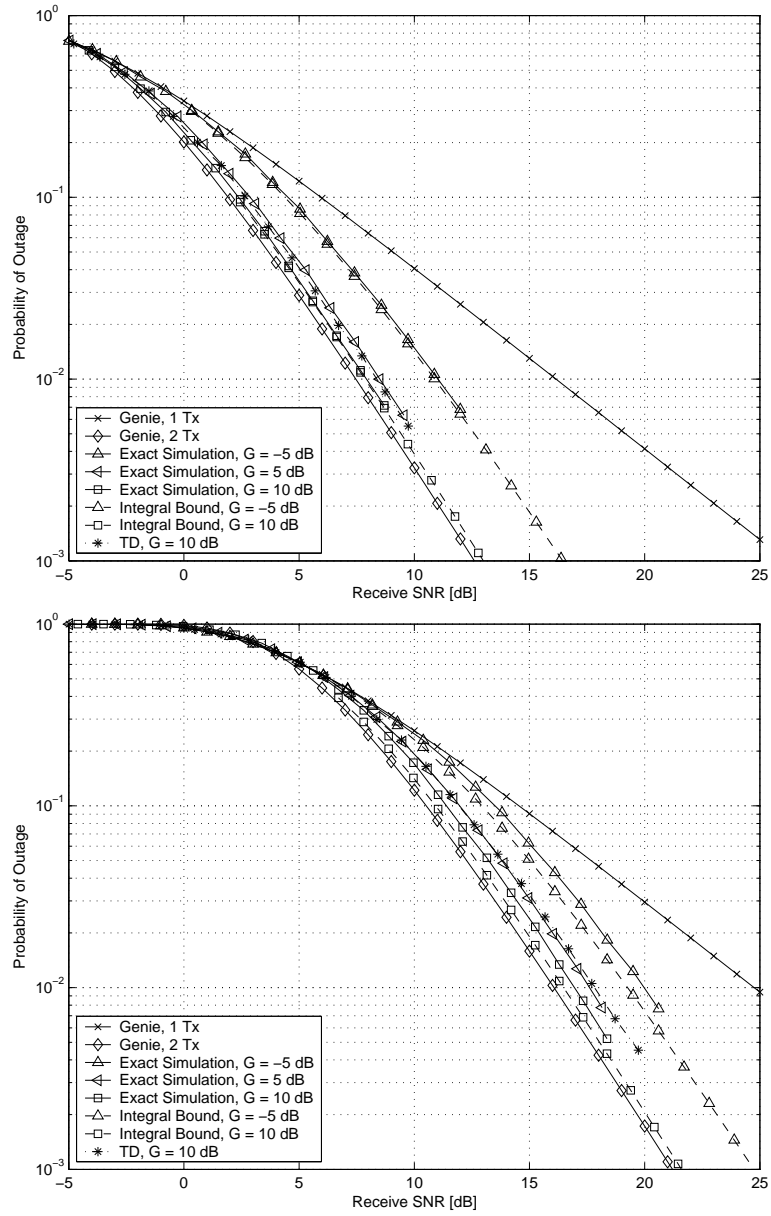 10^0
10^−1
10^−2
10^−3
Probability of Outage
Genie, 1 Tx
Genie, 2 Tx
Exact Simulation, G = −5 dB
Exact Simulation, G = 5 dB
Exact Simulation, G = 10 dB
Integral Bound, G = −5 dB
Integral Bound, G = 10 dB
TD, G = 10 dB
−5 0 5 10 15 20 25
Receive SNR [dB]
10^0
10^−1
10^−2
10^−3
Probability of Outage
Genie, 1 Tx
Genie, 2 Tx
Exact Simulation, G = −5 dB
Exact Simulation, G = 5 dB
Exact Simulation, G = 10 dB
Integral Bound, G = −5 dB
Integral Bound, G = 10 dB
TD, G = 10 dB
−5 0 5 10 15 20 25
Receive SNR [dB]